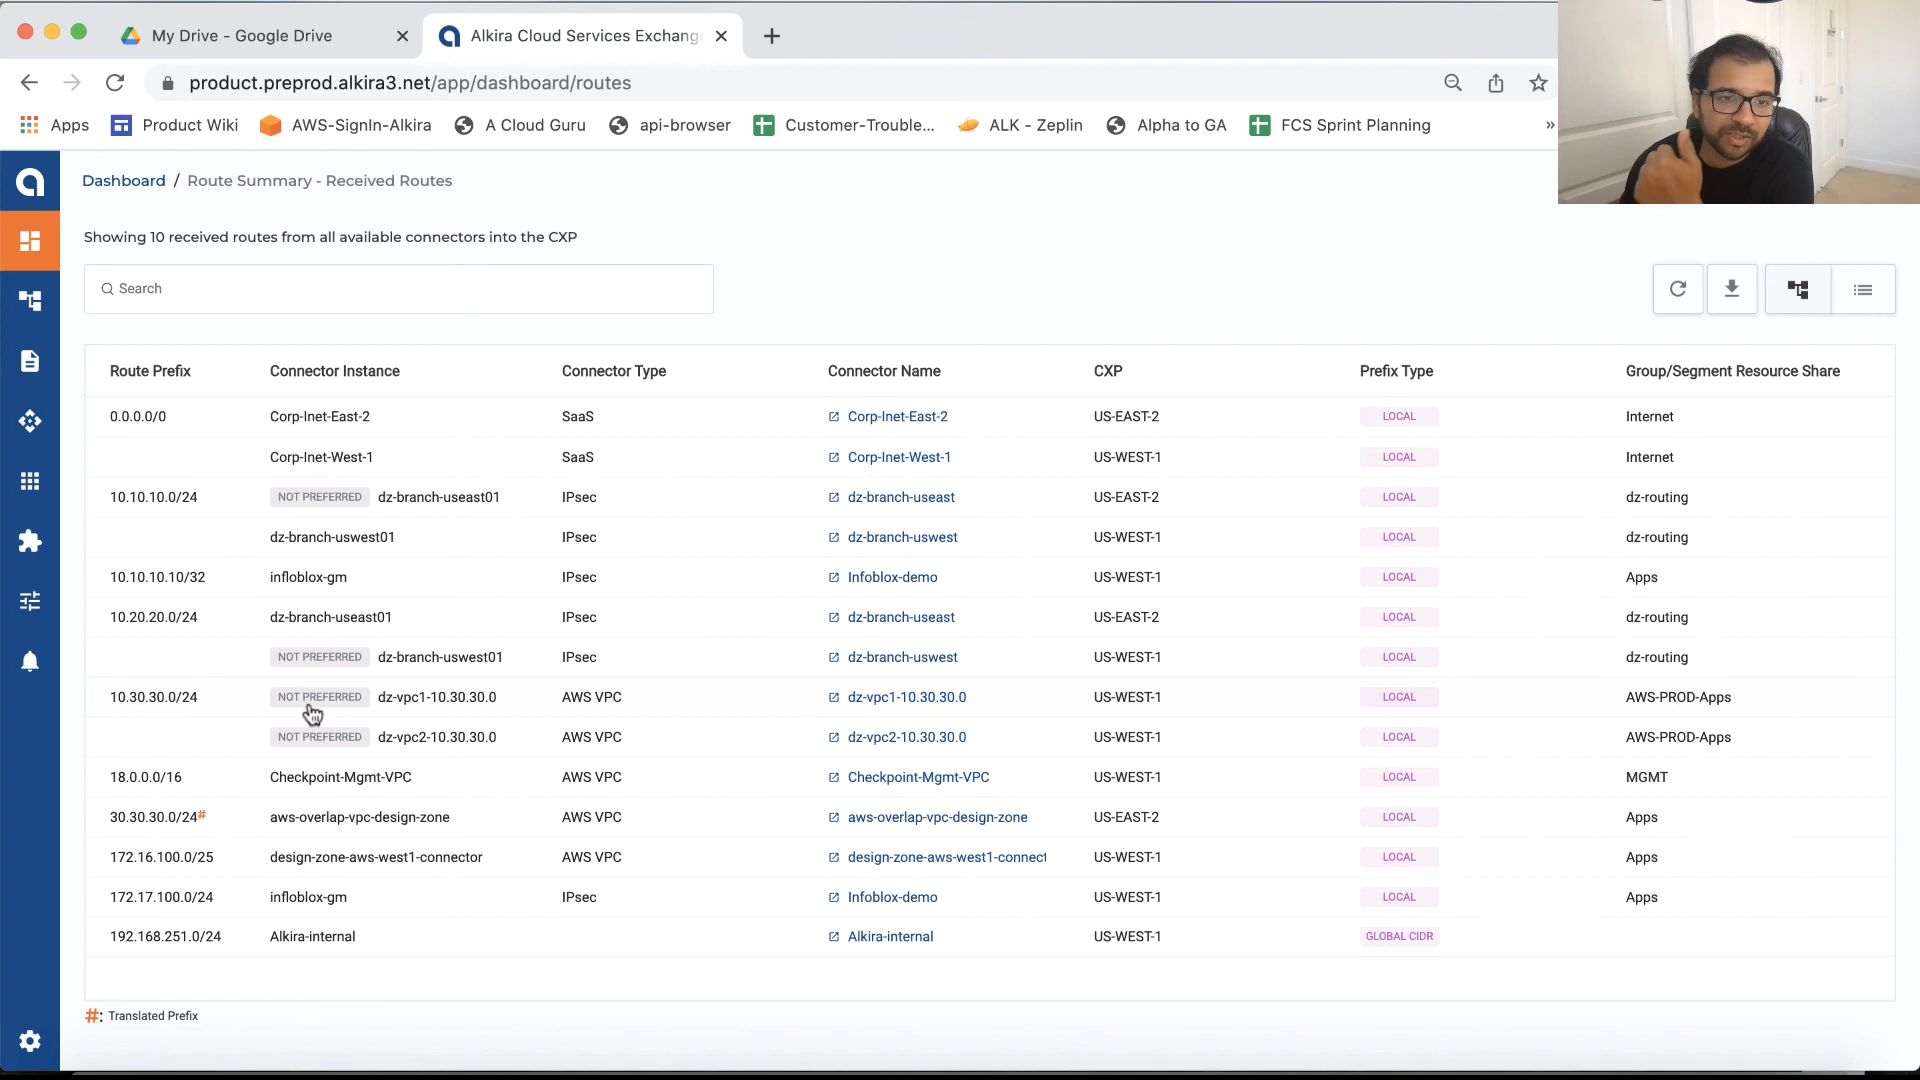 My Drive - Google Drive
Alkira Cloud Services Exchang
product.preprod.alkira3.net/app/dashboard/routes
Apps Product Wiki AWS-SignIn-Alkira A Cloud Guru api-browser Customer-Trouble... ALK - Zeplin Alpha to GA FCS Sprint Planning »
Dashboard / Route Summary - Received Routes
Showing 10 received routes from all available connectors into the CXP
Search
Route Prefix Connector Instance Connector Type Connector Name CXP Prefix Type Group/Segment Resource Share
0.0.0.0/0 Corp-Inet-East-2 SaaS Corp-Inet-East-2 US-EAST-2 LOCAL Internet
Corp-Inet-West-1 SaaS Corp-Inet-West-1 US-WEST-1 LOCAL Internet
10.10.10.0/24 NOT PREFERRED dz-branch-useast01 IPsec dz-branch-useast US-EAST-2 LOCAL dz-routing
dz-branch-uswest01 IPsec dz-branch-uswest US-WEST-1 LOCAL dz-routing
10.10.10.10/32 infloblox-gm IPsec Infoblox-demo US-WEST-1 LOCAL Apps
10.20.20.0/24 dz-branch-useast01 IPsec dz-branch-useast US-EAST-2 LOCAL dz-routing
NOT PREFERRED dz-branch-uswest01 IPsec dz-branch-uswest US-WEST-1 LOCAL dz-routing
10.30.30.0/24 NOT PREFERRED dz-vpc1-10.30.30.0 AWS VPC dz-vpc1-10.30.30.0 US-WEST-1 LOCAL AWS-PROD-Apps
NOT PREFERRED dz-vpc2-10.30.30.0 AWS VPC dz-vpc2-10.30.30.0 US-WEST-1 LOCAL AWS-PROD-Apps
18.0.0.0/16 Checkpoint-Mgmt-VPC AWS VPC Checkpoint-Mgmt-VPC US-WEST-1 LOCAL MGMT
30.30.30.0/24# aws-overlap-vpc-design-zone AWS VPC aws-overlap-vpc-design-zone US-EAST-2 LOCAL Apps
172.16.100.0/25 design-zone-aws-west1-connector AWS VPC design-zone-aws-west1-connect US-WEST-1 LOCAL Apps
172.17.100.0/24 infloblox-gm IPsec Infoblox-demo US-WEST-1 LOCAL Apps
192.168.251.0/24 Alkira-internal Alkira-internal US-WEST-1 GLOBAL CIDR
#: Translated Prefix